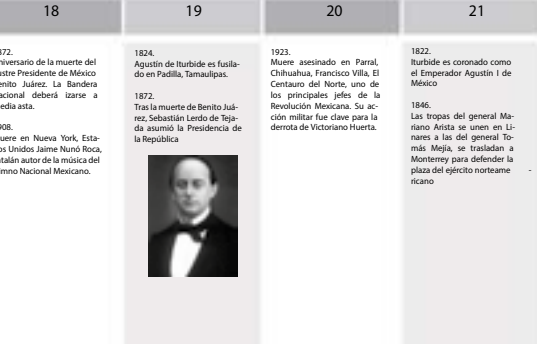 18
872.
niversario de la muerte del
ustre Presidente de México
enito Juárez. La Bandera
acional deberá izarse a
edia asta.
908.
uere en Nueva York, Esta-
os Unidos Jaime Nunó Roca,
atalán autor de la música del
imno Nacional Mexicano.
19
1824.
Agustín de Iturbide es fusila-
do en Padilla, Tamaulipas.
1872.
Tras la muerte de Benito Juá-
rez, Sebastián Lerdo de Teja-
da asumió la Presidencia de
la República
20
1923.
Muere asesinado en Parral,
Chihuahua, Francisco Villa, El
Centauro del Norte, uno de
los principales jefes de la
Revolución Mexicana. Su ac-
ción militar fue clave para la
derrota de Victoriano Huerta.
21
1822.
Iturbide es coronado como
el Emperador Agustín I de
México
1846.
Las tropas del general Ma-
riano Arista se unen en Li-
nares a las del general To-
más Mejía, se trasladan a
Monterrey para defender la
plaza del ejército norteame -
ricano